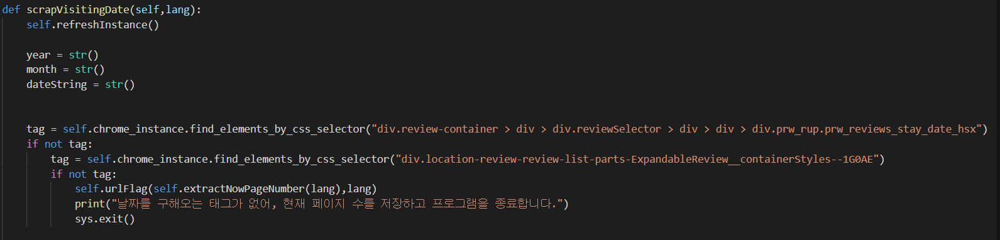 def scrapVisitingDate(self,lang):
self.refreshInstance()
year = str()
month = str()
dateString = str()
tag = self.chrome_instance.find_elements_by_css_selector("div.review-container > div > div.reviewSelector > div > div > div.prw_rup.prw_reviews_stay_date_hsx")
if not tag:
tag = self.chrome_instance.find_elements_by_css_selector("div.location-review-review-list-parts-ExpandableReview__containerStyles--1G0AE")
if not tag:
self.urlFlag(self.extractNowPageNumber(lang),lang)
print("날짜를 구해오는 태그가 없어, 현재 페이지 수를 저장하고 프로그램을 종료합니다.")
sys.exit()